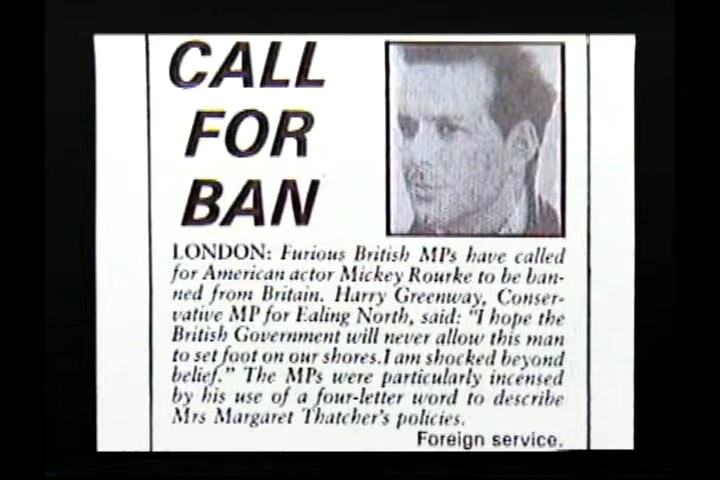 CALL
FOR
BAN
LONDON: Furious British MPs have called
for American actor Mickey Rourke to be ban-
ned from Britain. Harry Greenway, Conser-
vative MP for Ealing North, said: “I hope the
British Government will never allow this man
to set foot on our shores.I am shocked beyond
belief.” The MPs were particularly incensed
by his use of a four-letter word to describe
Mrs Margaret Thatcher’s policies.
Foreign service.